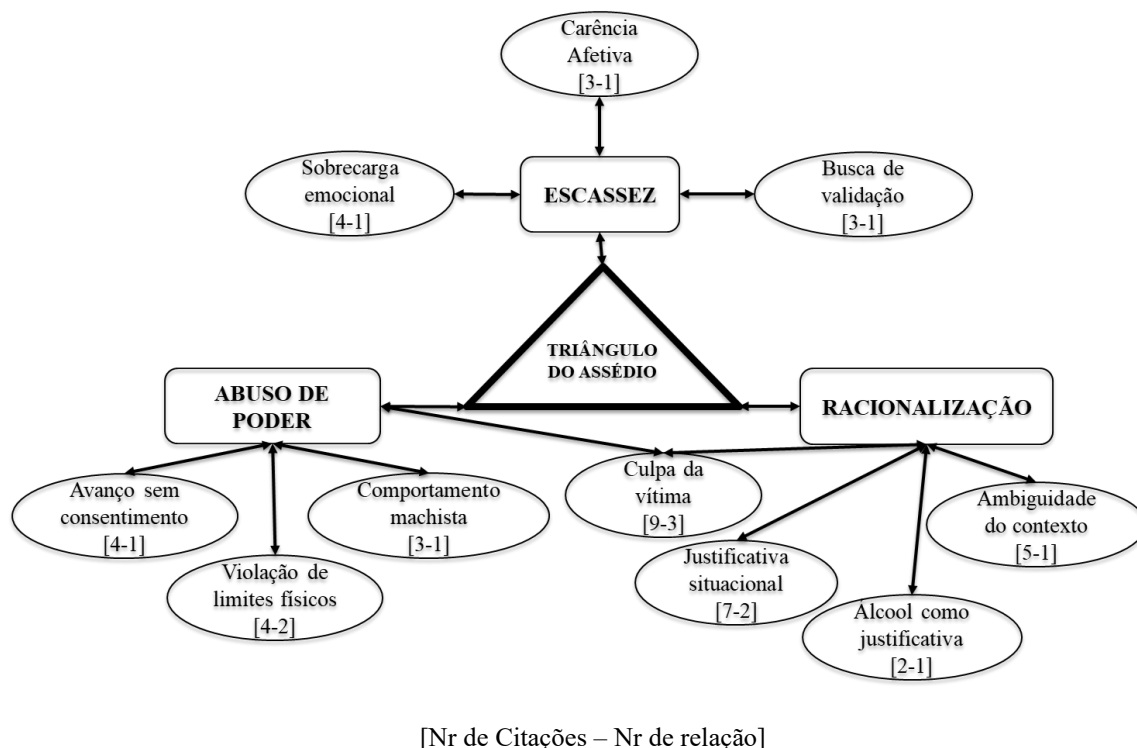 Carência
Afetiva
[3-1]
Sobrecarga
emocional
[4-1]
ESCASSEZ
Busca de
validação
[3-1]
TRIÂNGULO
DO ASSÉDIO
ABUSO DE
PODER
RACIONALIZAÇÃO
Avanço sem
consentimento
[4-1]
Violação de
limites físicos
[4-2]
Comportamento
machista
[3-1]
Culpa da
vítima
[9-3]
Justificativa
situacional
[7-2]
Álcool como
justificativa
[2-1]
Ambiguidade
do contexto
[5-1]
[Nr de Citações – Nr de relação]